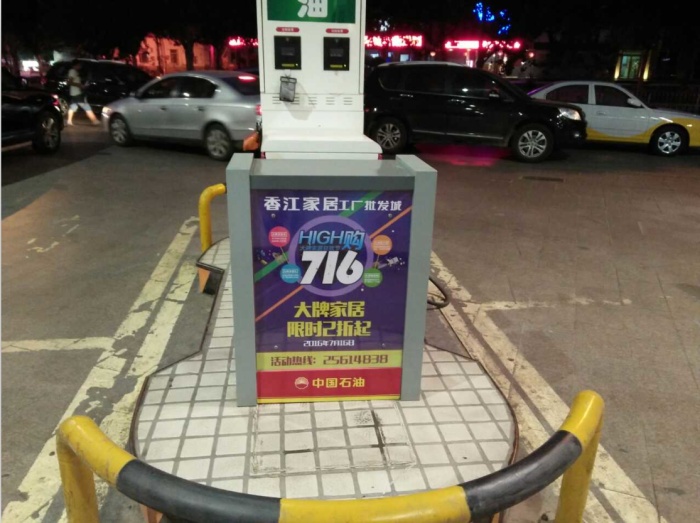 油
香江家居工厂批发城
HIGH购
716
大牌家居
限时2折起
2016年7月16日
活动热线：25614838
中国石油